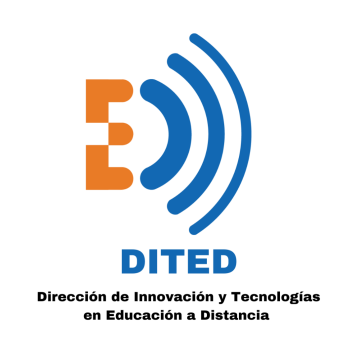 DITED
Dirección de Innovación y Tecnologías
en Educación a Distancia